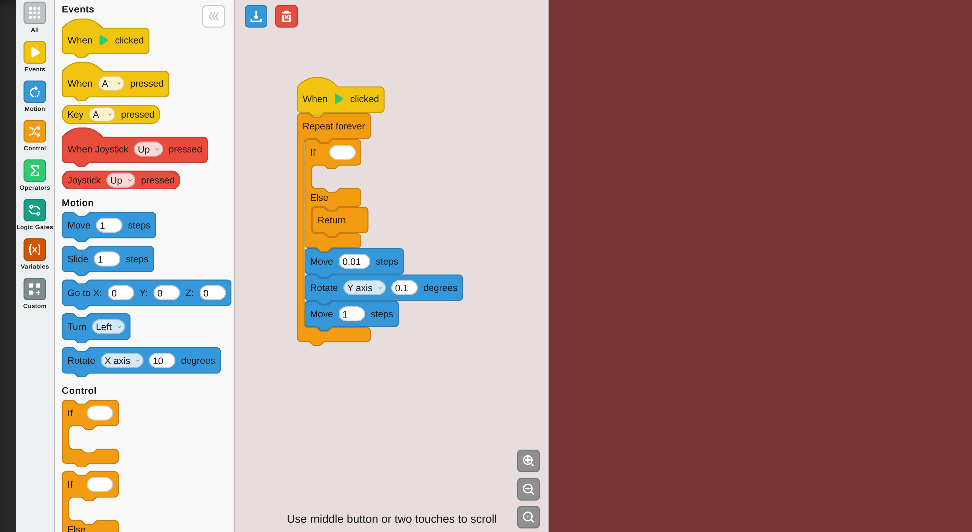 All
Events
Motion
Control
Operators
Logic Gates
Variables
Custom
Events
When clicked
When A pressed
Key A pressed
When Joystick Up pressed
Joystick Up pressed
Motion
Move 1 steps
Slide 1 steps
Go to X: 0 Y: 0 Z: 0
Turn Left
Rotate X axis 10 degrees
Control
If
If
Else
When clicked
Repeat forever
If
Else
Return
Move 0.01 steps
Rotate Y axis 0.1 degrees
Move 1 steps
Use middle button or two touches to scroll